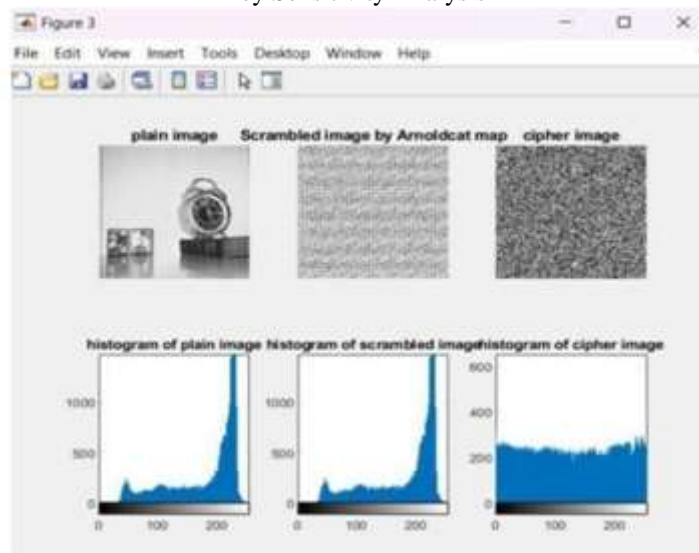 Figure 3
File Edit View Insert Tools Desktop Window Help
plain image Scrambled image by Arnoldcat map cipher image
histogram of plain image histogram of scrambled image histogram of cipher image
1000
500
0
0 100 200
1000
500
0
0 100 200
600
400
200
0
0 100 200